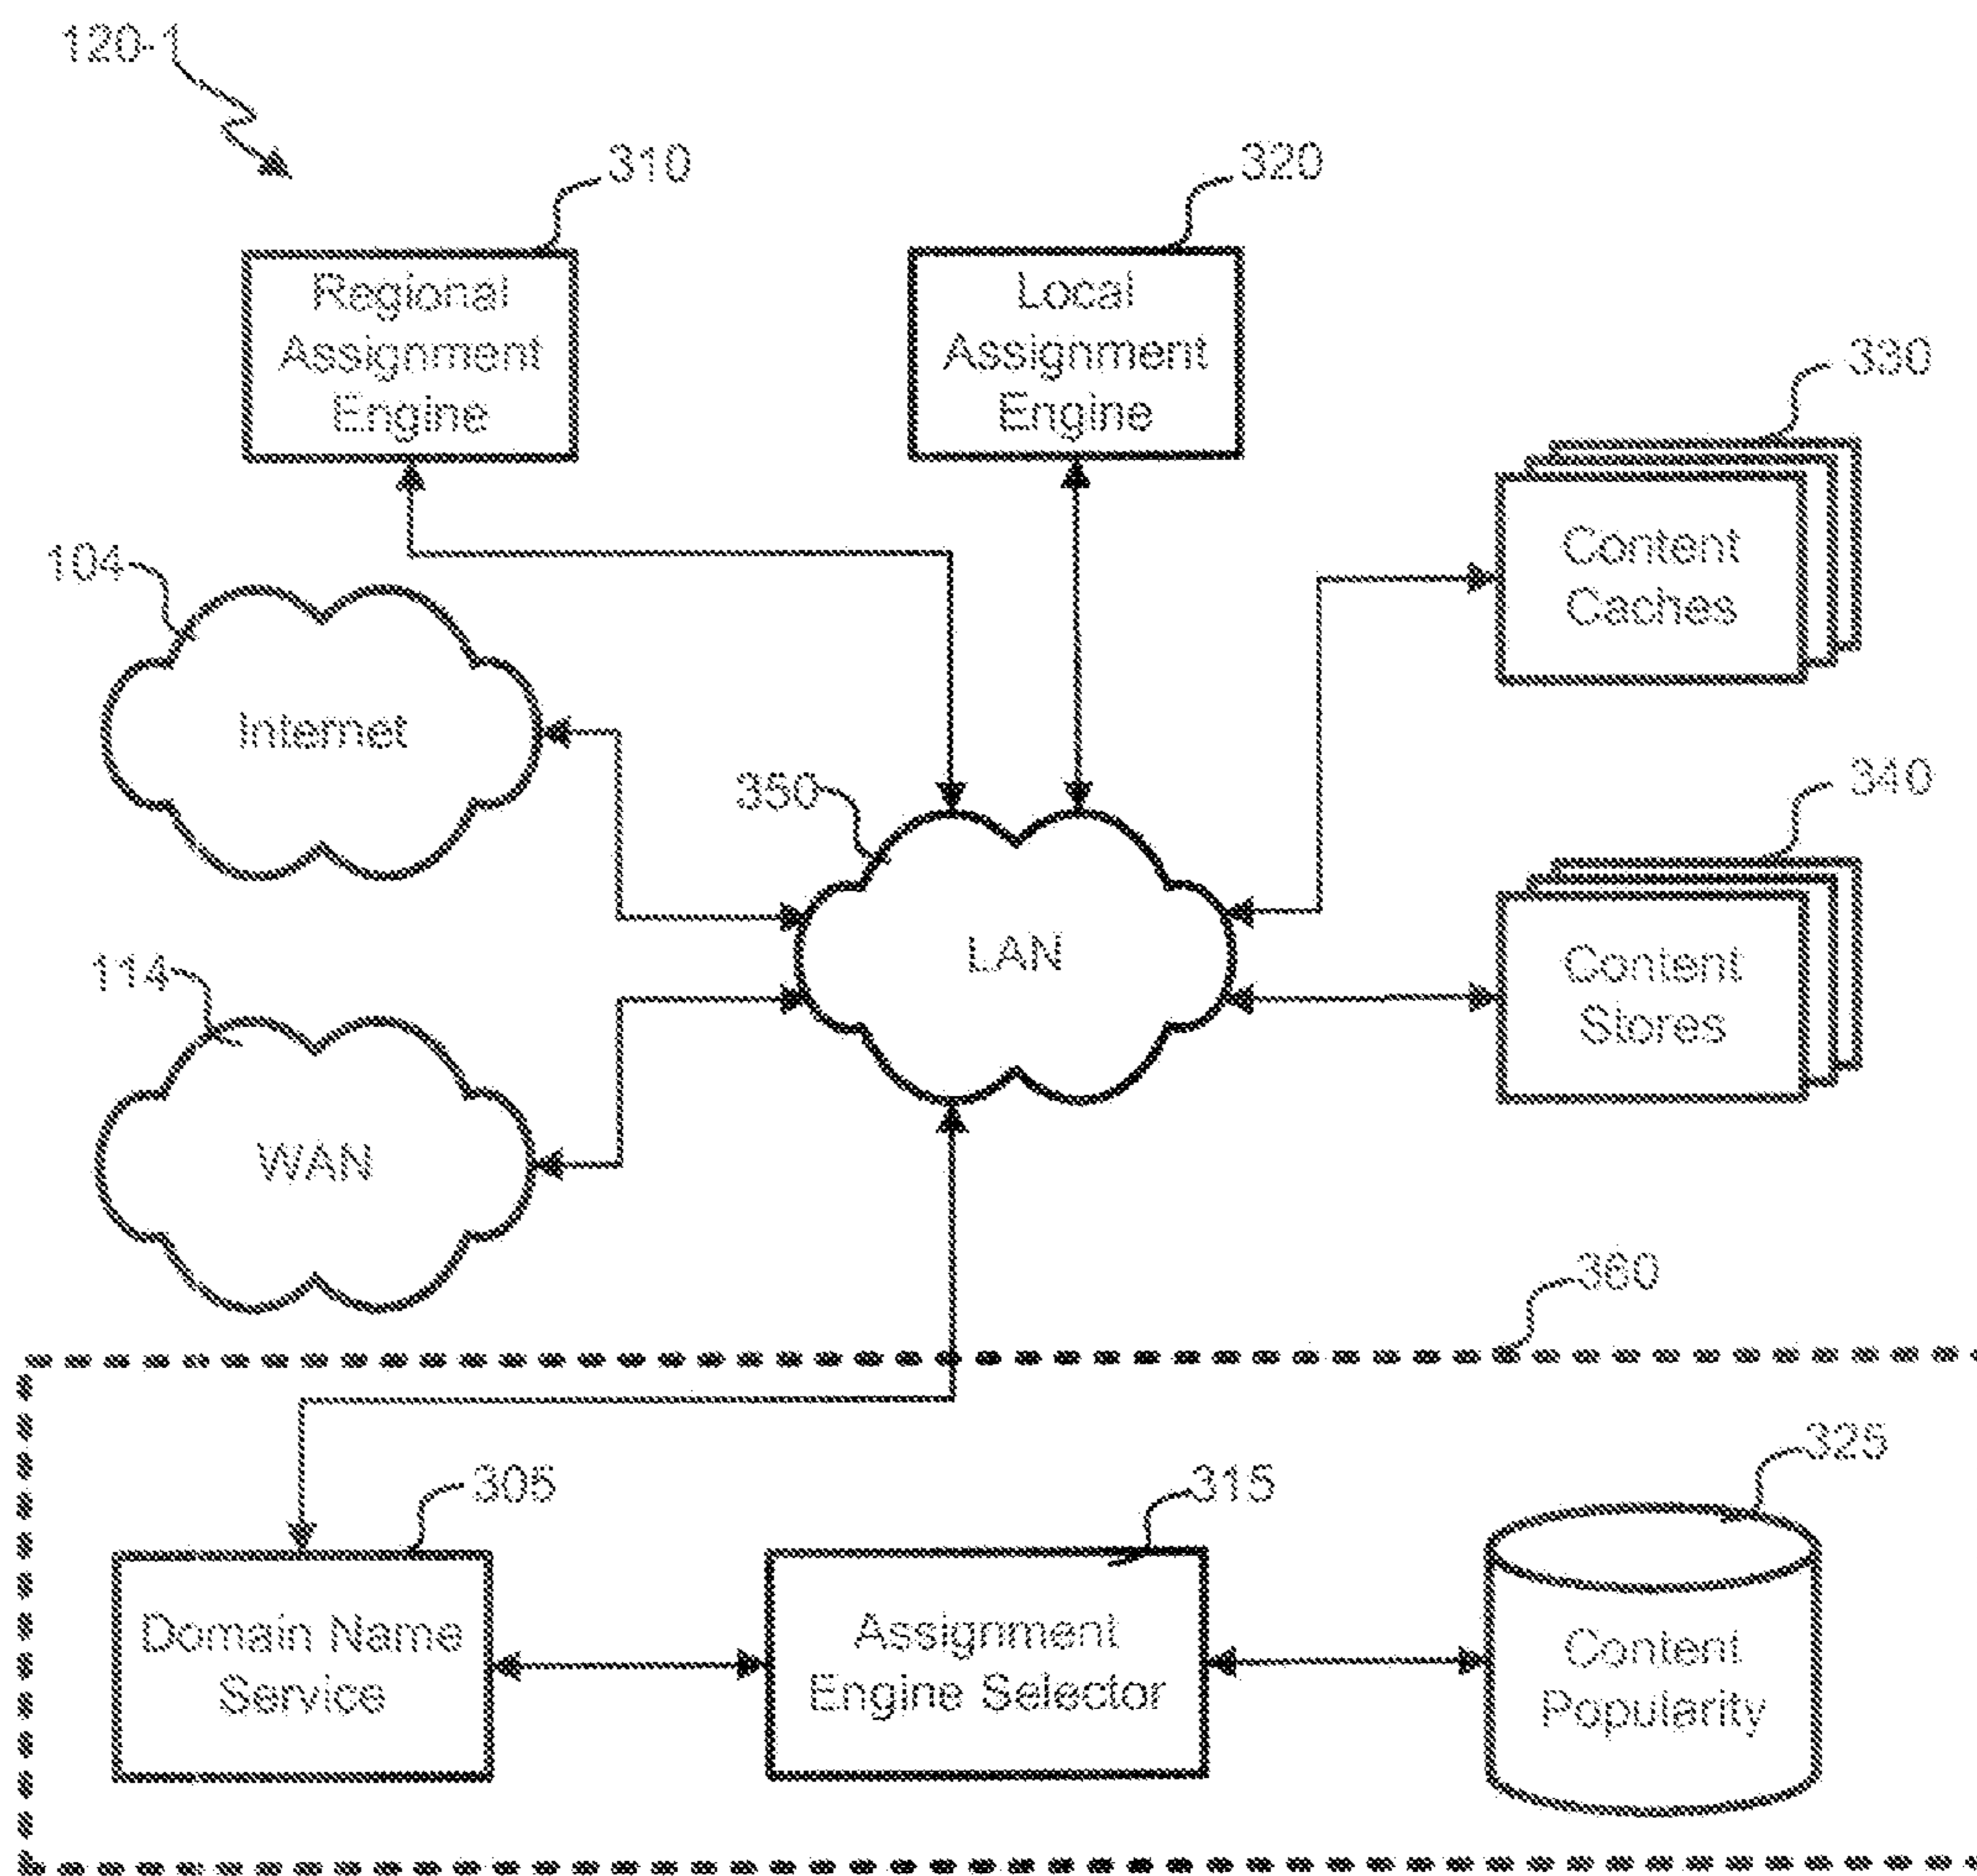 120-1
310
320
Regional
Assignment
Engine
Local
Assignment
Engine
330
Content
Caches
104
Internet
350
340
LAN
Content
Stores
114
WAN
360
305
315
325
Domain Name
Service
Assignment
Engine Selector
Content
Popularity